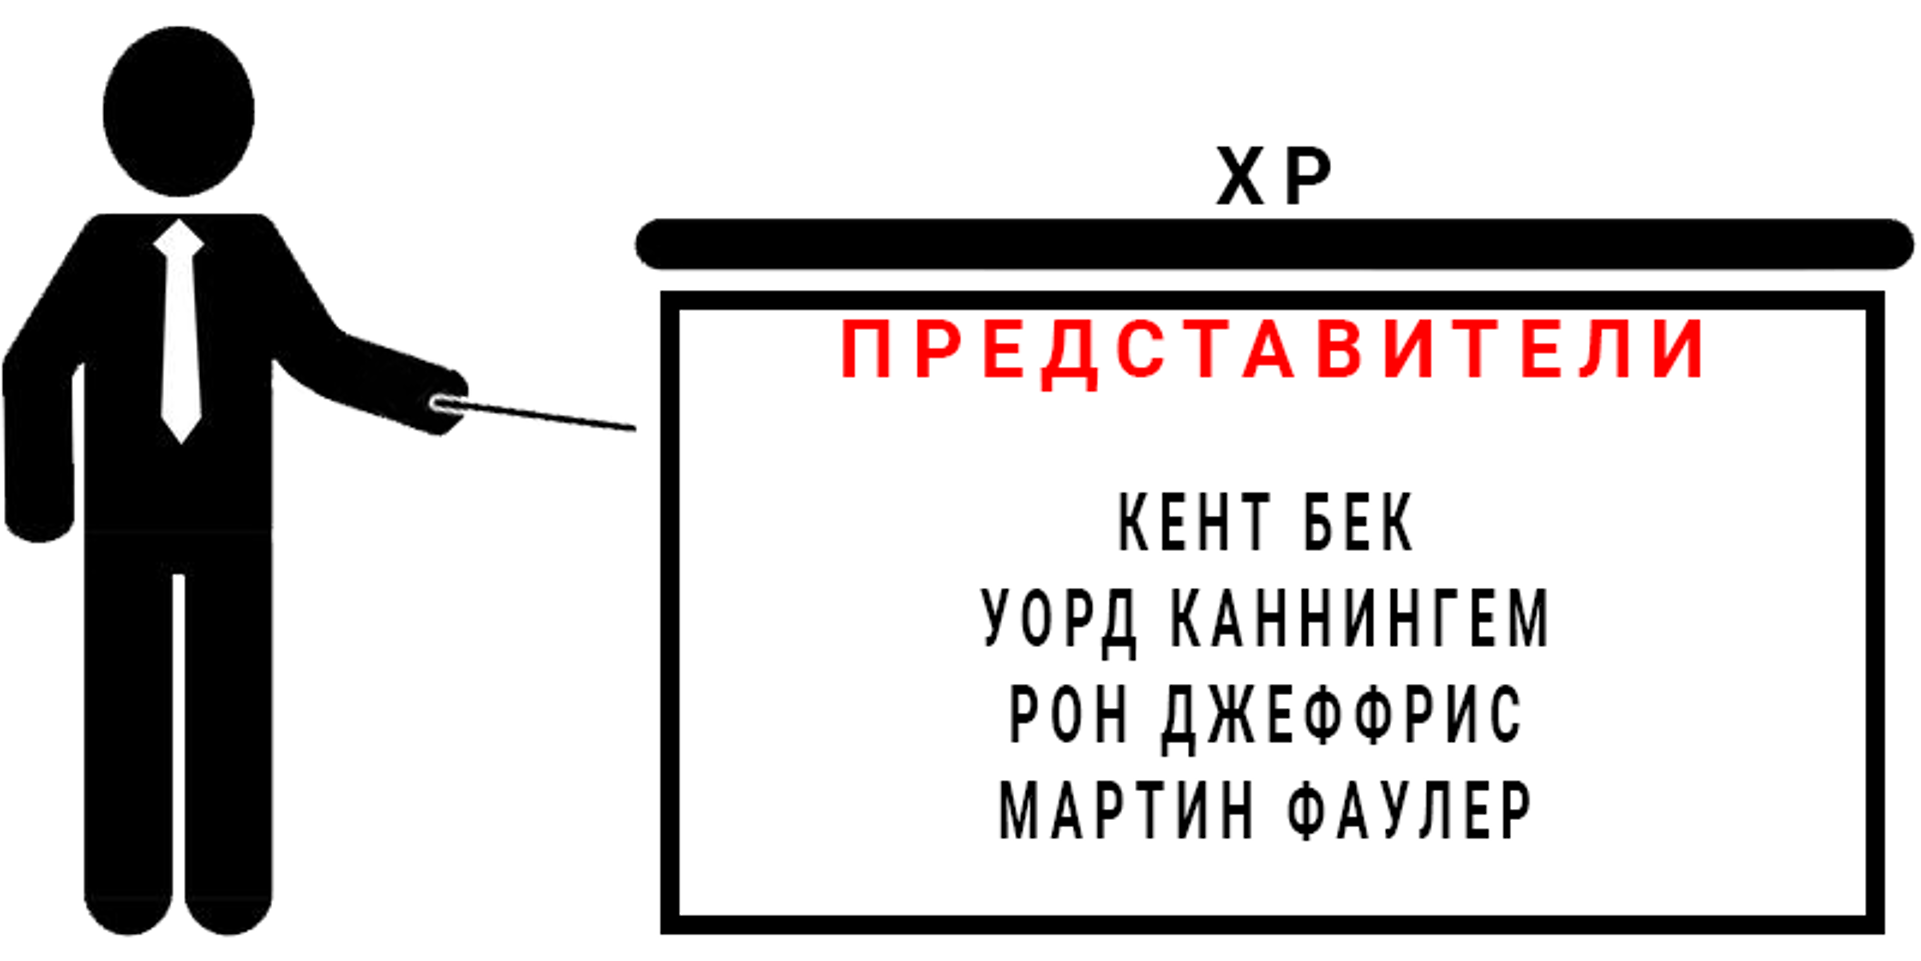 XP
ПРЕДСТАВИТЕЛИ
КЕНТ БЕК
УОРД КАННИНГЕМ
РОН ДЖЕФФРИС
МАРТИН ФАУЛЕР